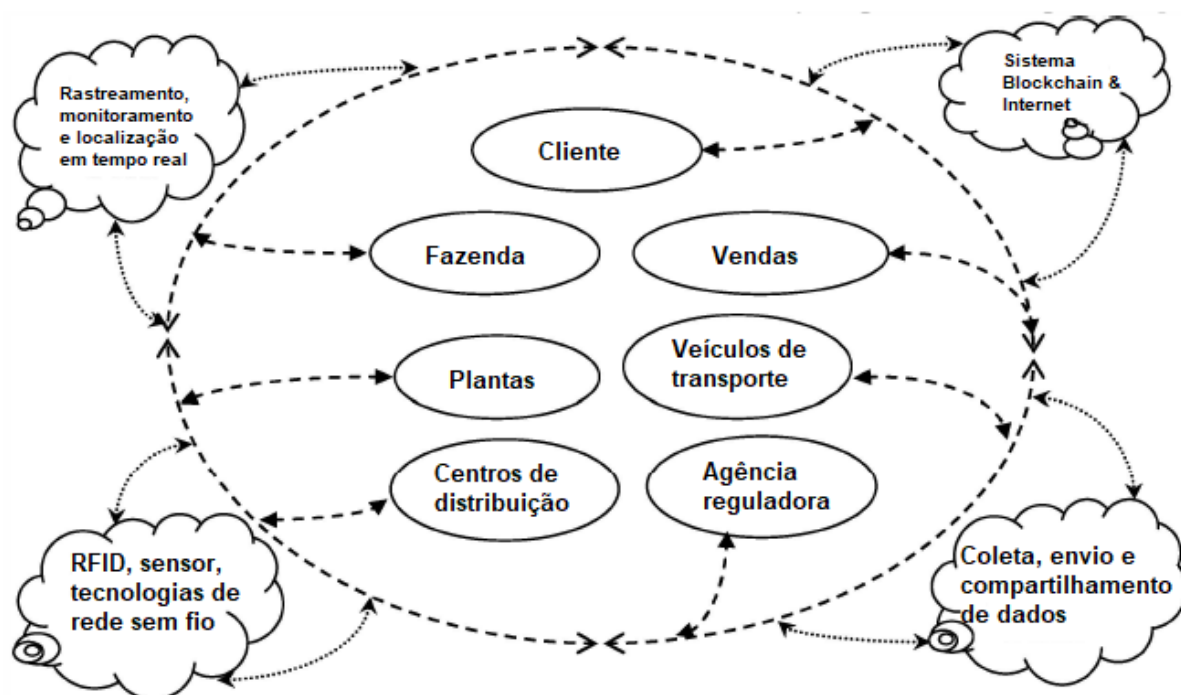 Rastreamento,
monitoramento
e localização
em tempo real
Sistema
Blockchain &
Internet
Cliente
Fazenda
Vendas
Plantas
Veículos de
transporte
Centros de
distribuição
Agência
reguladora
RFID, sensor,
tecnologias de
rede sem fio
Coleta, envio e
compartilhamento
de dados